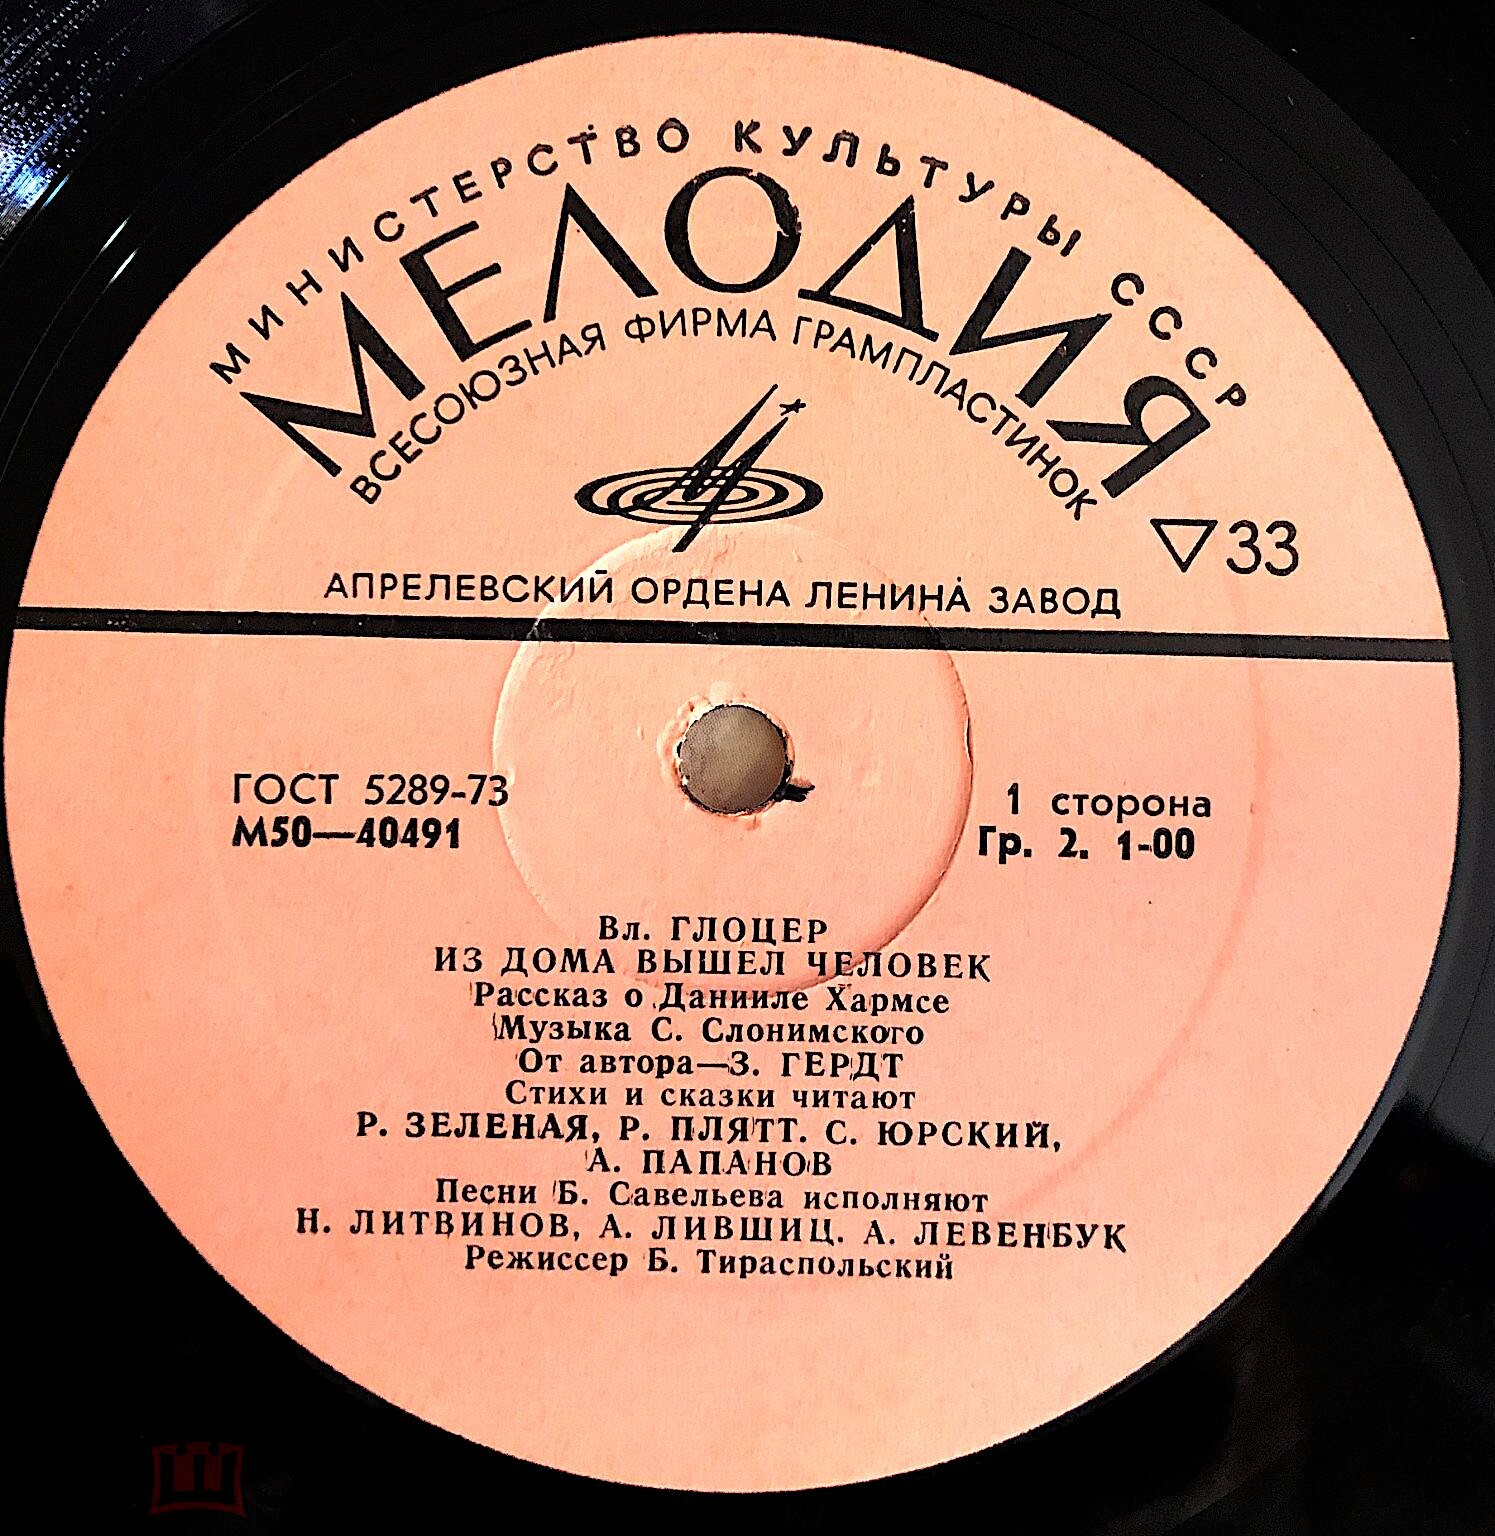 МИНИСТЕРСТВО КУЛЬТУРЫ СССР
МЕЛОДИЯ
ВСЕСОЮЗНАЯ ФИРМА ГРАМПЛАСТИНОК
▽33
АПРЕЛЕВСКИЙ ОРДЕНА ЛЕНИНА ЗАВОД
ГОСТ 5289-73
М50—40491
1 сторона
Гр. 2. 1-00
Вл. ГЛОЦЕР
ИЗ ДОМА ВЫШЕЛ ЧЕЛОВЕК
Рассказ о Данииле Хармсе
Музыка С. Слонимского
От автора—З. ГЕРДТ
Стихи и сказки читают
Р. ЗЕЛЕНАЯ, Р. ПЛЯТТ. С. ЮРСКИЙ,
А. ПАПАНОВ
Песни Б. Савельева исполняют
Н. ЛИТВИНОВ, А. ЛИВШИЦ. А. ЛЕВЕНБУК
Режиссер Б. Тираспольский